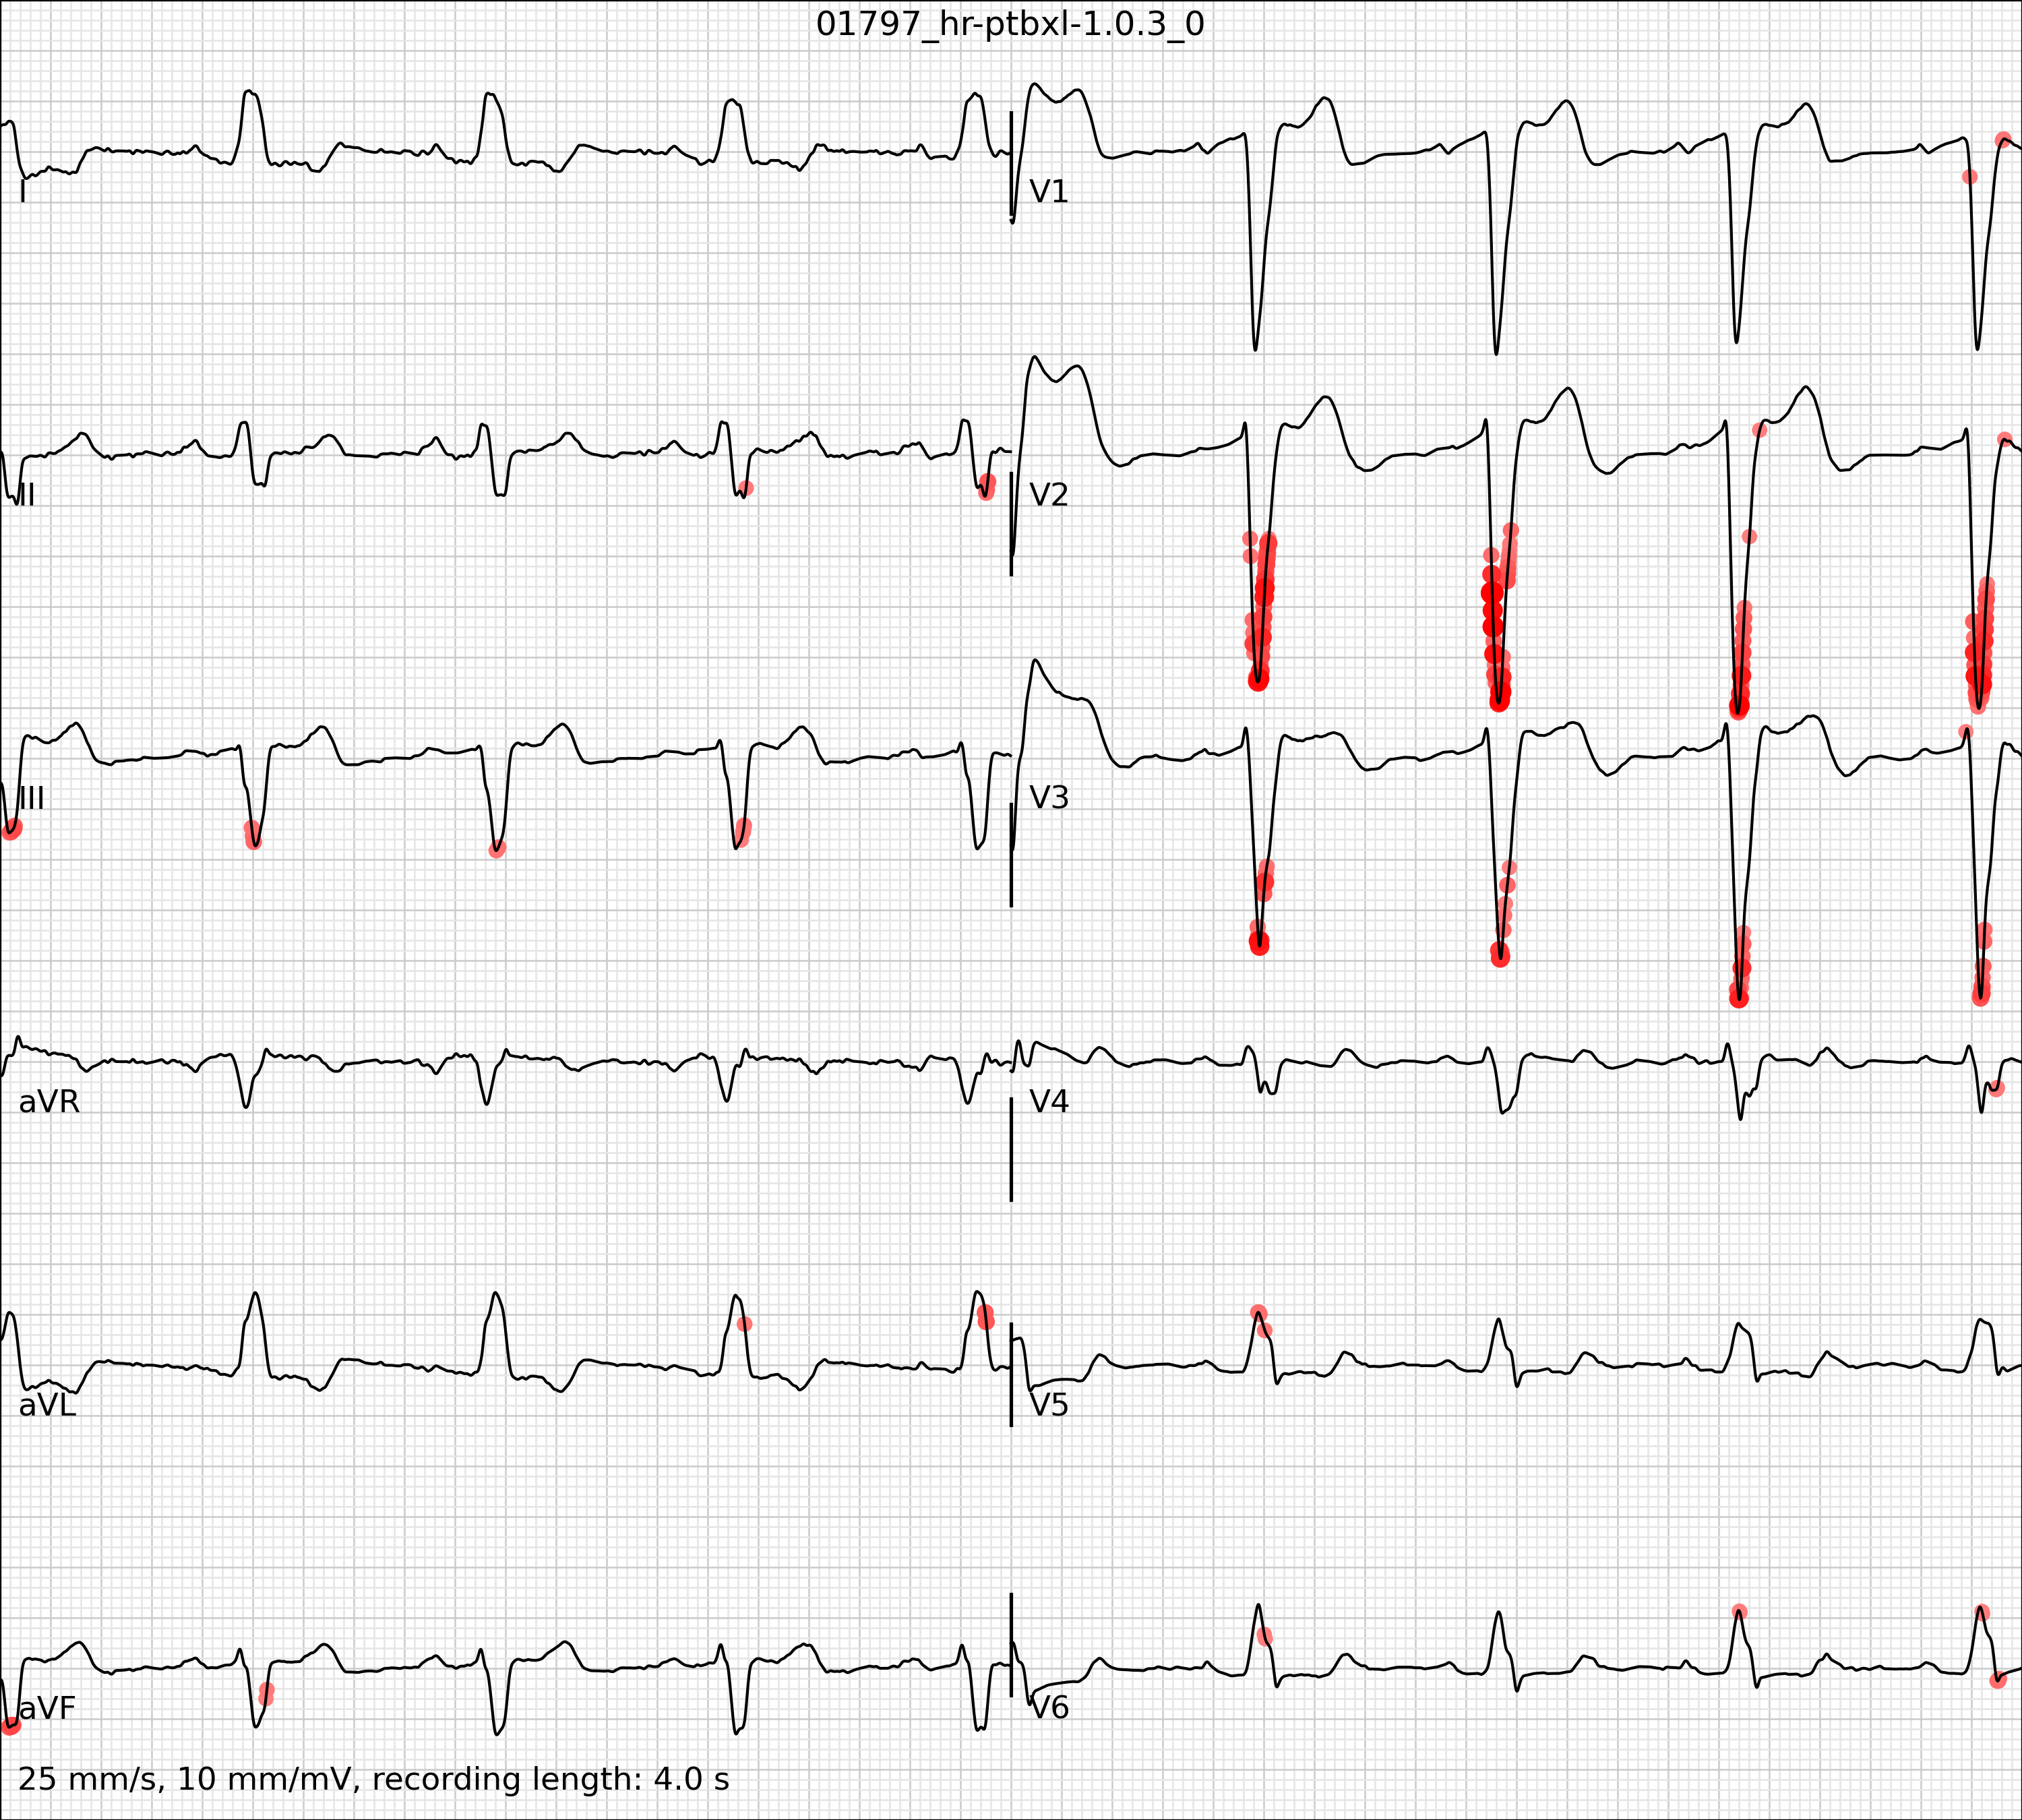 01797_hr-ptbxl-1.0.3_0
I
V1
II
V2
III
V3
aVR
V4
aVL
V5
aVF
V6
25 mm/s, 10 mm/mV, recording length: 4.0 s